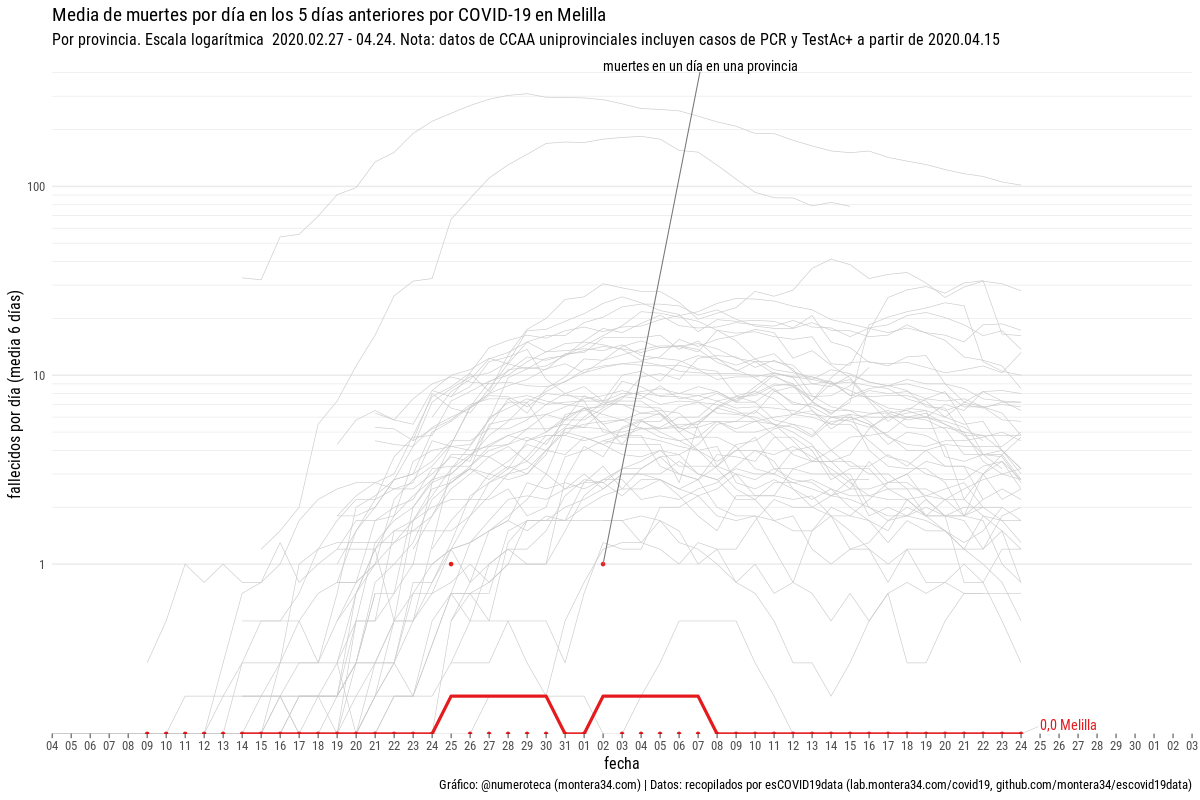 Media de muertes por día en los 5 días anteriores por COVID-19 en Melilla
Por provincia. Escala logarítmica  2020.02.27 - 04.24. Nota: datos de CCAA uniprovinciales incluyen casos de PCR y TestAc+ a partir de 2020.04.15
muertes en un día en una provincia
fallecidos por día (media 6 días)
100
10
1
0,0 Melilla
04 05 06 07 08 09 10 11 12 13 14 15 16 17 18 19 20 21 22 23 24 25 26 27 28 29 30 31 01 02 03 04 05 06 07 08 09 10 11 12 13 14 15 16 17 18 19 20 21 22 23 24 25 26 27 28 29 30 01 02 03
fecha
Gráfico: @numeroteca (montera34.com) | Datos: recopilados por esCOVID19data (lab.montera34.com/covid19, github.com/montera34/escovid19data)